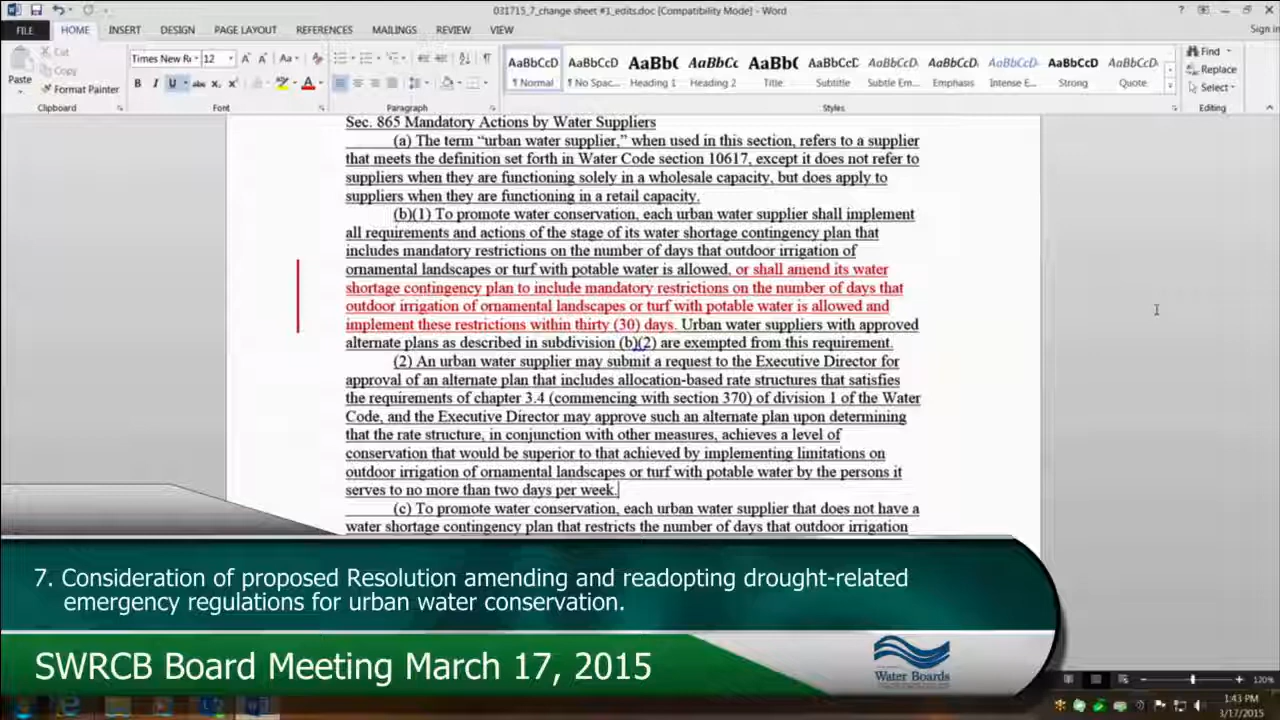 031715_7_change sheet #1_edits.doc [Compatibility Mode] - Word
FILE HOME INSERT DESIGN PAGE LAYOUT REFERENCES MAILINGS REVIEW VIEW Sign in
Cut
Copy
Format Painter
Paste
Times New R 12
Find
Replace
Select
AaBbCcD AaBbCcD AaBb( AaBbCc AaBb( AaBbCcD AaBbCcD AaBbCcD AaBbCcD AaBbCcD AaBbCcD
¶ Normal ¶ No Spac... Heading 1 Heading 2 Title Subtitle Subtle Em... Emphasis Intense E... Strong Quote
Clipboard Font Paragraph Styles Editing
Sec. 865 Mandatory Actions by Water Suppliers
(a) The term “urban water supplier,” when used in this section, refers to a supplier
that meets the definition set forth in Water Code section 10617, except it does not refer to
suppliers when they are functioning solely in a wholesale capacity, but does apply to
suppliers when they are functioning in a retail capacity.
(b)(1) To promote water conservation, each urban water supplier shall implement
all requirements and actions of the stage of its water shortage contingency plan that
includes mandatory restrictions on the number of days that outdoor irrigation of
ornamental landscapes or turf with potable water is allowed, or shall amend its water
shortage contingency plan to include mandatory restrictions on the number of days that
outdoor irrigation of ornamental landscapes or turf with potable water is allowed and
implement these restrictions within thirty (30) days. Urban water suppliers with approved
alternate plans as described in subdivision (b)(2) are exempted from this requirement.
(2) An urban water supplier may submit a request to the Executive Director for
approval of an alternate plan that includes allocation-based rate structures that satisfies
the requirements of chapter 3.4 (commencing with section 370) of division 1 of the Water
Code, and the Executive Director may approve such an alternate plan upon determining
that the rate structure, in conjunction with other measures, achieves a level of
conservation that would be superior to that achieved by implementing limitations on
outdoor irrigation of ornamental landscapes or turf with potable water by the persons it
serves to no more than two days per week.
(c) To promote water conservation, each urban water supplier that does not have a
water shortage contingency plan that restricts the number of days that outdoor irrigation
7. Consideration of proposed Resolution amending and readopting drought-related
emergency regulations for urban water conservation.
SWRCB Board Meeting March 17, 2015
Water Boards
120%
1:43 PM
3/17/2015